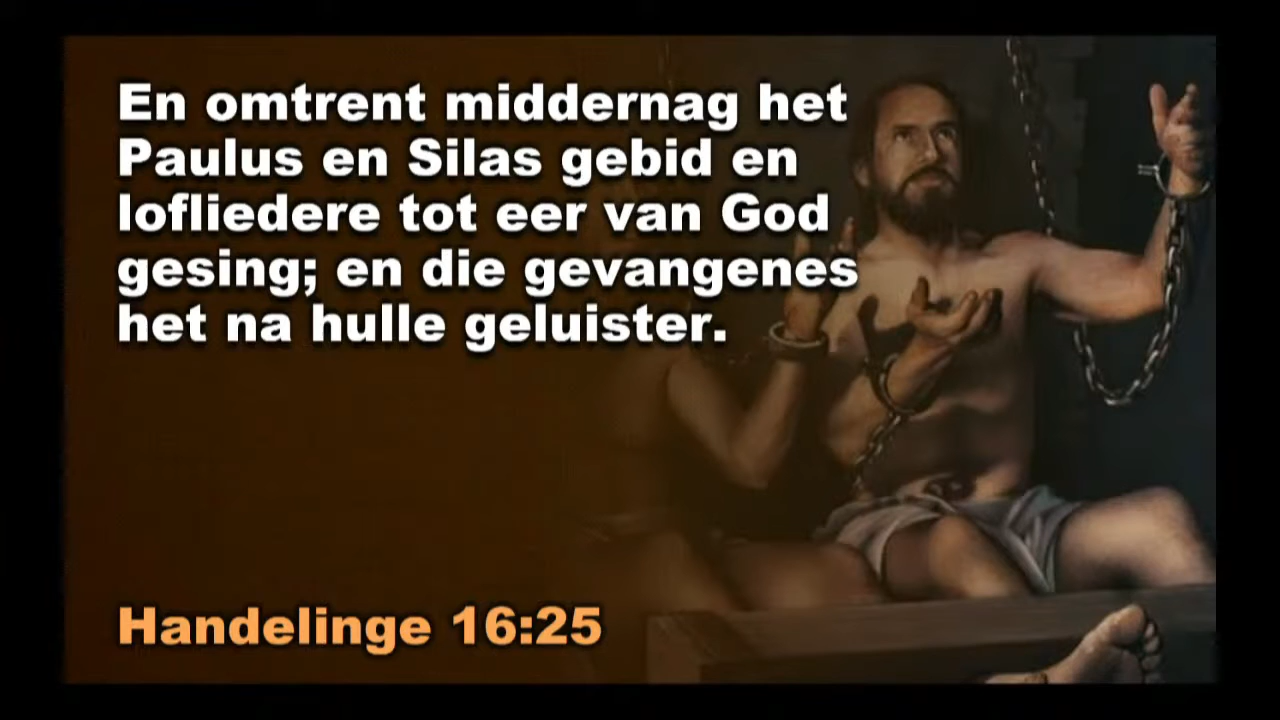 En omtrent middernag het
Paulus en Silas gebid en
lofliedere tot eer van God
gesing; en die gevangenes
het na hulle geluister.
Handelinge 16:25